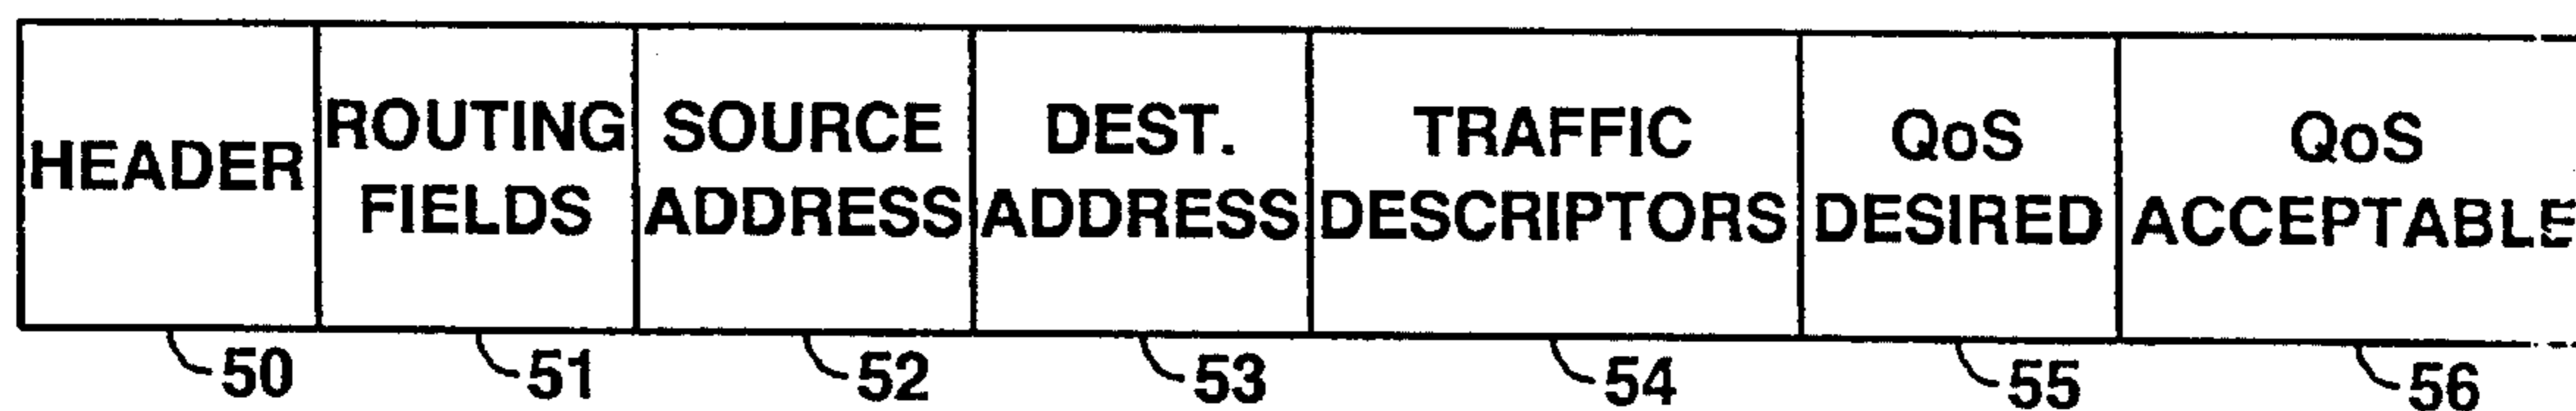 HEADER
ROUTING
FIELDS
SOURCE
ADDRESS
DEST.
ADDRESS
TRAFFIC
DESCRIPTORS
QoS
DESIRED
QoS
ACCEPTABLE
50
51
52
53
54
55
56